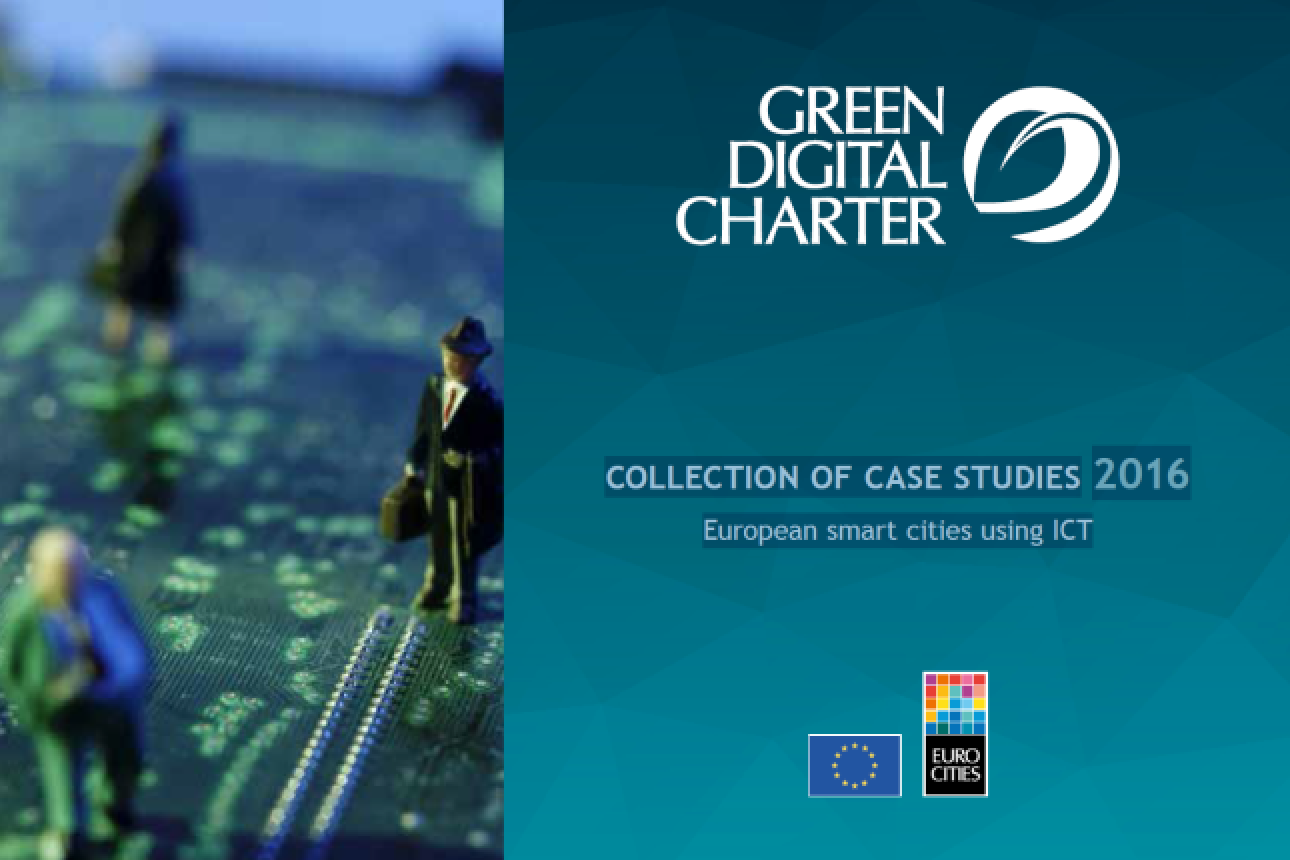 GREEN
DIGITAL
CHARTER
COLLECTION OF CASE STUDIES 2016
European smart cities using ICT
EURO
CITIES